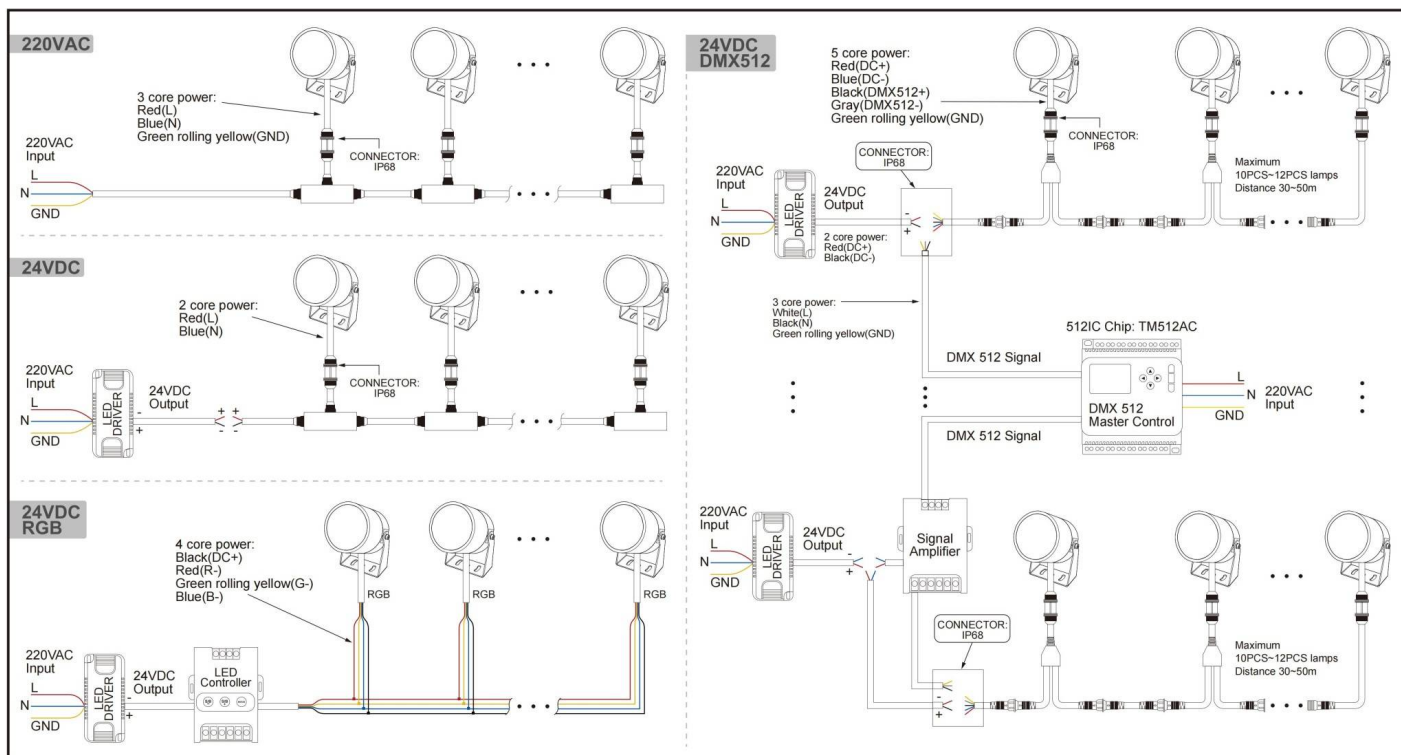 220VAC
3 core power:
Red(L)
Blue(N)
Green rolling yellow(GND)
CONNECTOR:
IP68
220VAC
Input
L
N
GND
24VDC
2 core power:
Red(L)
Blue(N)
CONNECTOR:
IP68
220VAC
Input
L
N
GND
LED
DRIVER
24VDC
Output
-
+
+ +
- -
24VDC
RGB
4 core power:
Black(DC+)
Red(R-)
Green rolling yellow(G-)
Blue(B-)
RGB
RGB
RGB
220VAC
Input
L
N
GND
LED
DRIVER
24VDC
Output
-
+
LED
Controller
24VDC
DMX512
5 core power:
Red(DC+)
Blue(DC-)
Black(DMX512+)
Gray(DMX512-)
Green rolling yellow(GND)
CONNECTOR:
IP68
CONNECTOR:
IP68
Maximum
10PCS~12PCS lamps
Distance 30~50m
220VAC
Input
L
N
GND
LED
DRIVER
24VDC
Output
-
+
2 core power:
Red(DC+)
Black(DC-)
3 core power:
White(L)
Black(N)
Green rolling yellow(GND)
512IC Chip: TM512AC
DMX 512 Signal
DMX 512
Master Control
L
N
GND
220VAC
Input
DMX 512 Signal
Signal
Amplifier
220VAC
Input
L
N
GND
LED
DRIVER
24VDC
Output
-
+
CONNECTOR:
IP68
-
+
Maximum
10PCS~12PCS lamps
Distance 30~50m